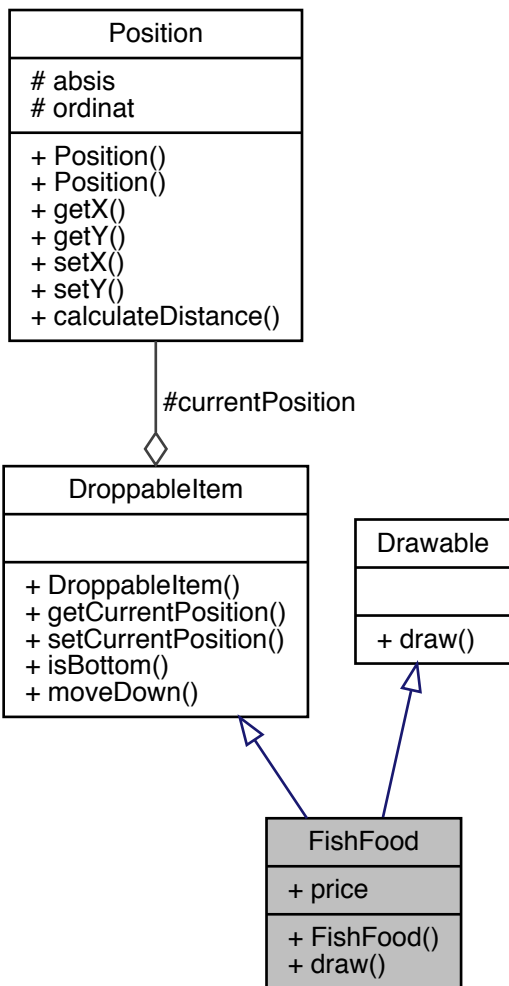 Position
# absis
# ordinat
+ Position()
+ Position()
+ getX()
+ getY()
+ setX()
+ setY()
+ calculateDistance()
#currentPosition
DroppableItem
+ DroppableItem()
+ getCurrentPosition()
+ setCurrentPosition()
+ isBottom()
+ moveDown()
Drawable
+ draw()
FishFood
+ price
+ FishFood()
+ draw()